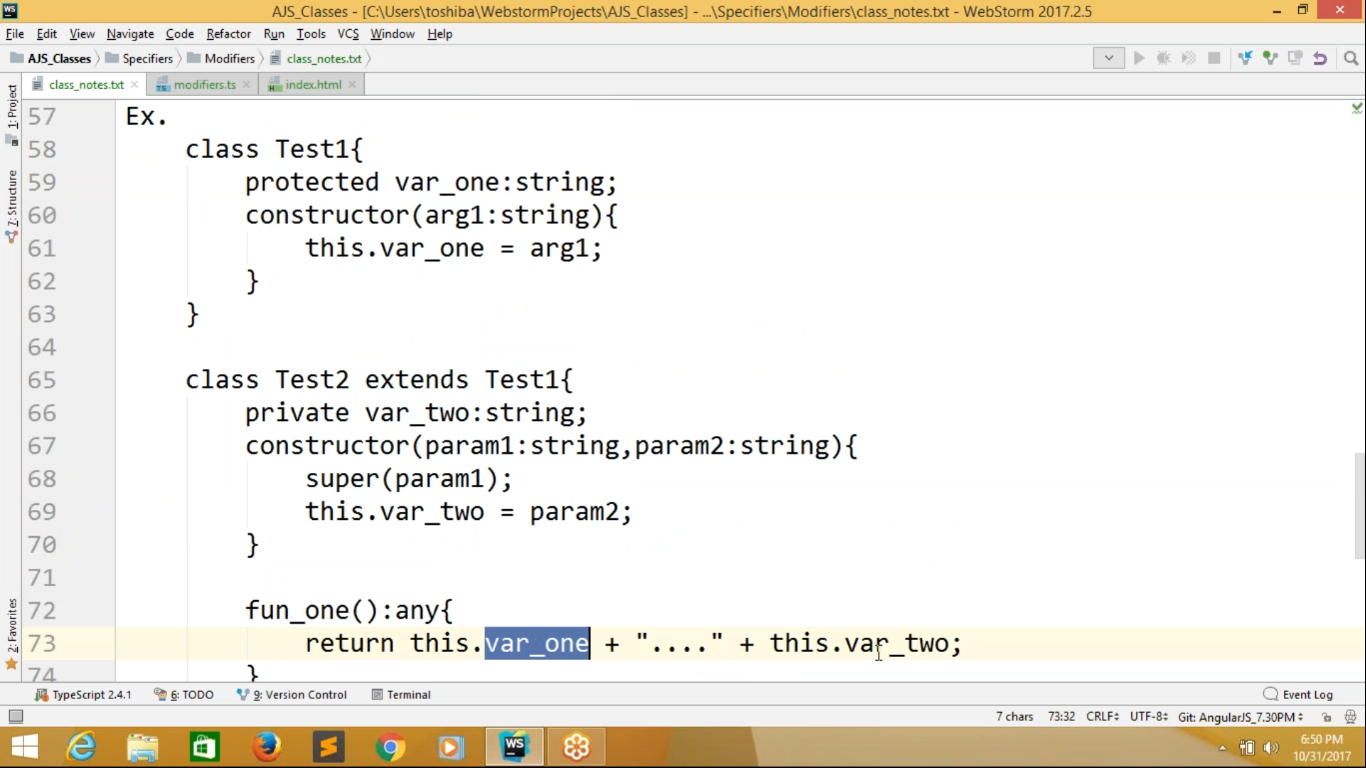 AJS_Classes - [C:\Users\toshiba\WebstormProjects\AJS_Classes] - ...\Specifiers\Modifiers\class_notes.txt - WebStorm 2017.2.5
File Edit View Navigate Code Refactor Run Tools VCS Window Help
AJS_Classes Specifiers Modifiers class_notes.txt
class_notes.txt modifiers.ts index.html
1: Project
7: Structure
2: Favorites
57 Ex.
58 class Test1{
59 protected var_one:string;
60 constructor(arg1:string){
61 this.var_one = arg1;
62 }
63 }
64
65 class Test2 extends Test1{
66 private var_two:string;
67 constructor(param1:string,param2:string){
68 super(param1);
69 this.var_two = param2;
70 }
71
72 fun_one():any{
73 return this.var_one + "...." + this.var_two;
74 }
TypeScript 2.4.1 6: TODO 9: Version Control Terminal Event Log
7 chars 73:32 CRLF UTF-8 Git: AngularJS_7.30PM
WS
6:50 PM
10/31/2017